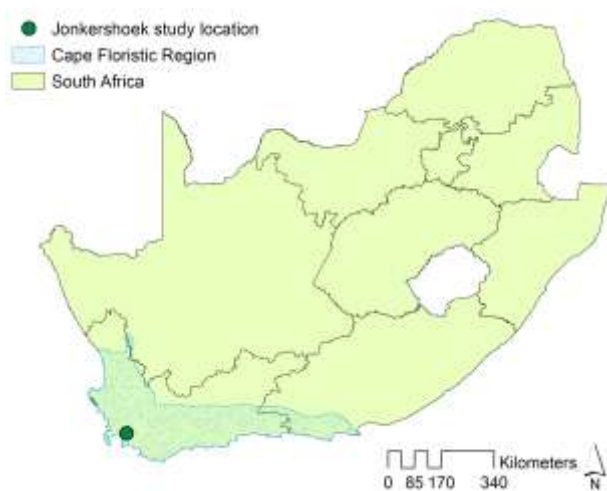 Jonkershoek study location
Cape Floristic Region
South Africa
Kilometers
0 85 170 340
N